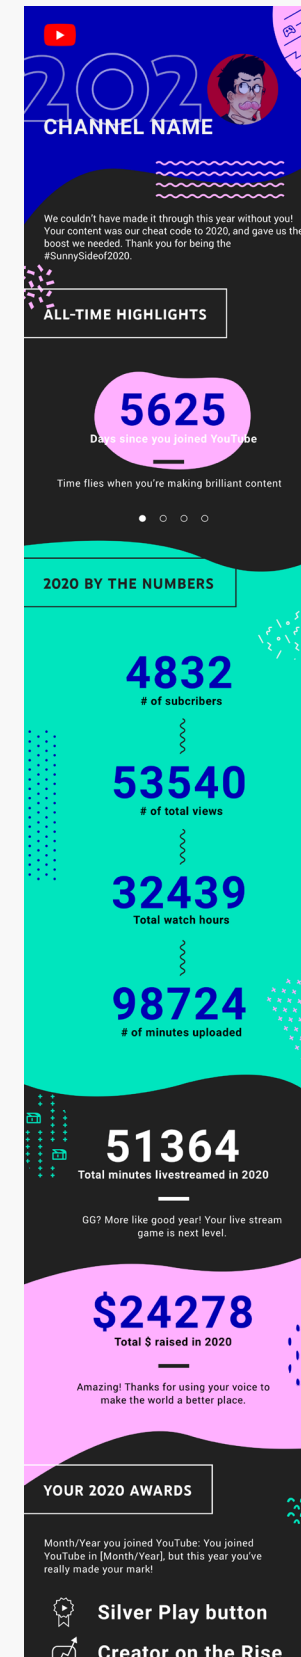 202
CHANNEL NAME
We couldn't have made it through this year without you!
Your content was our cheat code to 2020, and gave us the
boost we needed. Thank you for being the
#SunnySideof2020.
ALL-TIME HIGHLIGHTS
5625
Days since you joined YouTube
Time flies when you're making brilliant content
2020 BY THE NUMBERS
4832
# of subcribers
53540
# of total views
32439
Total watch hours
98724
# of minutes uploaded
51364
Total minutes livestreamed in 2020
GG? More like good year! Your live stream
game is next level.
$24278
Total $ raised in 2020
Amazing! Thanks for using your voice to
make the world a better place.
YOUR 2020 AWARDS
Month/Year you joined YouTube: You joined
YouTube in [Month/Year], but this year you've
really made your mark!
Silver Play button
Creator on the Rise